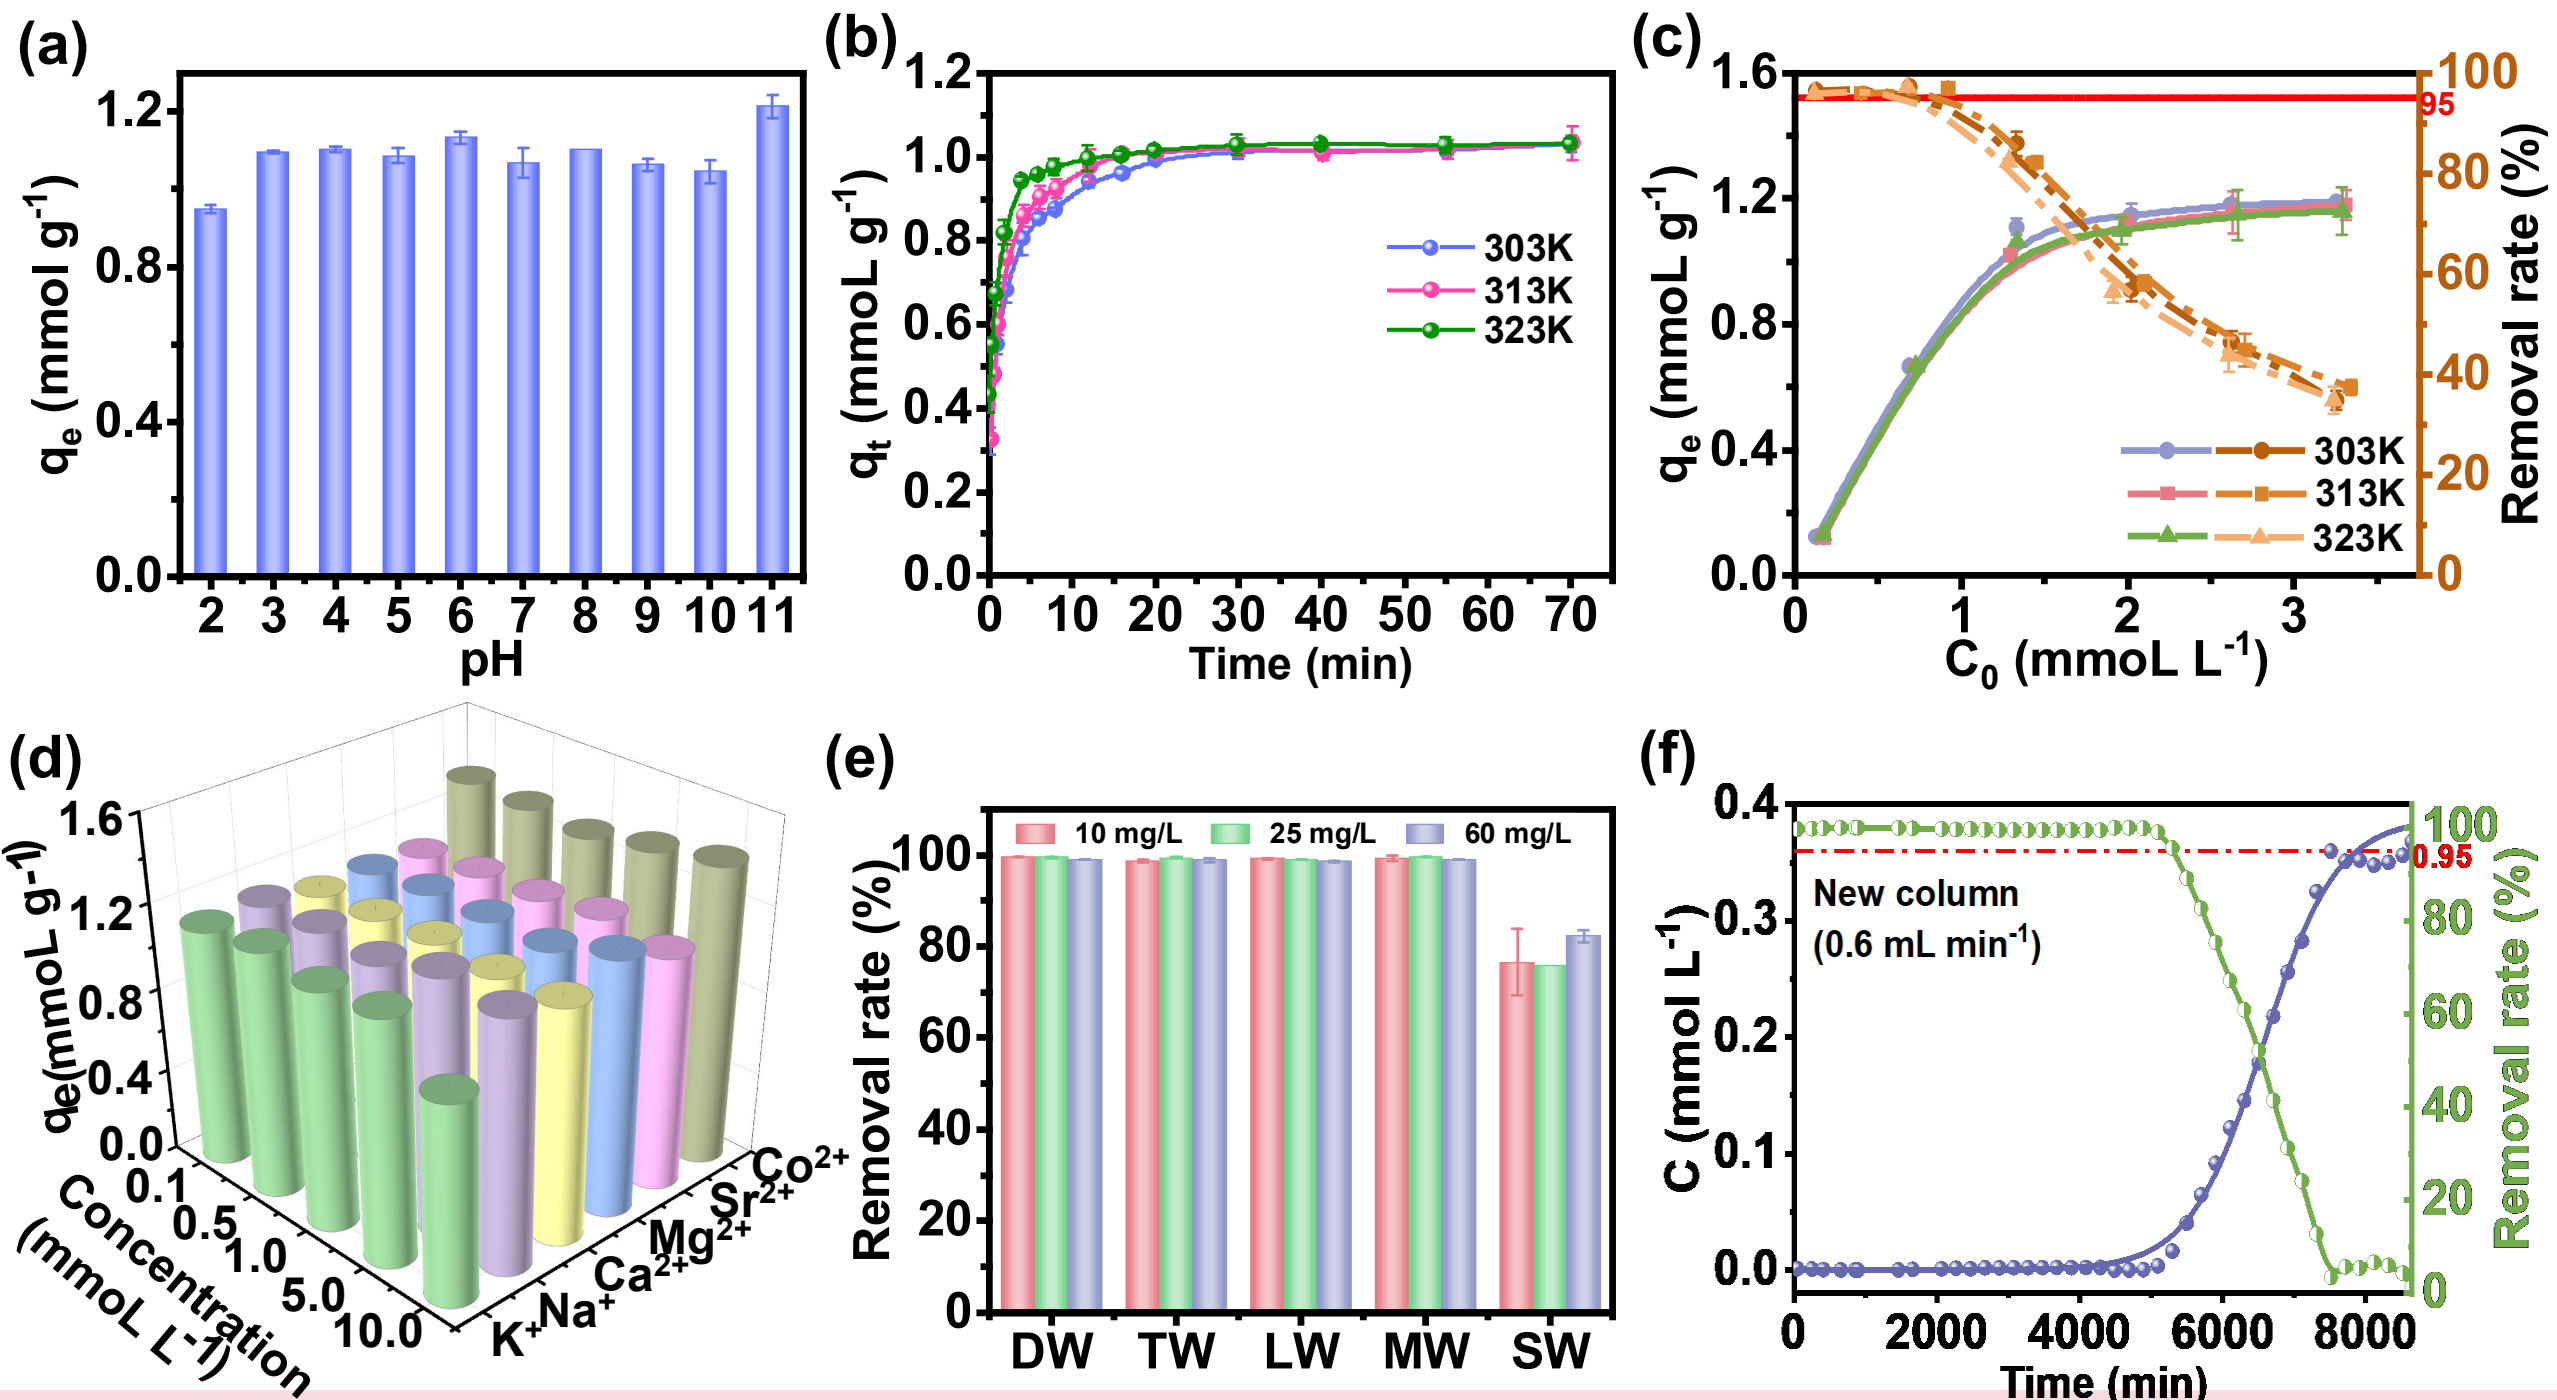 (a)
1.2
0.8
0.4
0.0
qe (mmol g-1)
2 3 4 5 6 7 8 9 10 11
pH
(b)
1.2
1.0
0.8
0.6
0.4
0.2
0.0
qt (mmoL g-1)
303K
313K
323K
0 10 20 30 40 50 60 70
Time (min)
(c)
1.6
1.2
0.8
0.4
0.0
qe (mmoL g-1)
100
95
80
60
40
20
0
Removal rate (%)
303K
313K
323K
0 1 2 3
C0 (mmoL L-1)
(d)
1.6
1.2
0.8
0.4
0.0
qe(mmoL g-1)
0.1
0.5
1.0
5.0
10.0
Concentration
(mmoL L-1)
K+
Na+
Ca2+
Mg2+
Sr2+
Co2+
(e)
10 mg/L 25 mg/L 60 mg/L
100
80
60
40
20
0
Removal rate (%)
DW TW LW MW SW
(f)
0.4
0.3
0.2
0.1
0.0
C (mmol L-1)
New column
(0.6 mL min-1)
100
0.95
80
60
40
20
0
Removal rate (%)
0 2000 4000 6000 8000
Time (min)